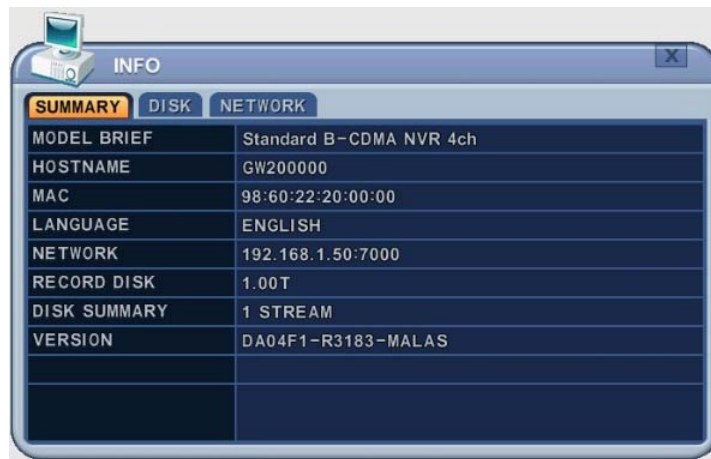 INFO
X
SUMMARY DISK NETWORK
MODEL BRIEF Standard B-CDMA NVR 4ch
HOSTNAME GW200000
MAC 98:60:22:20:00:00
LANGUAGE ENGLISH
NETWORK 192.168.1.50:7000
RECORD DISK 1.00T
DISK SUMMARY 1 STREAM
VERSION DA04F1-R3183-MALAS